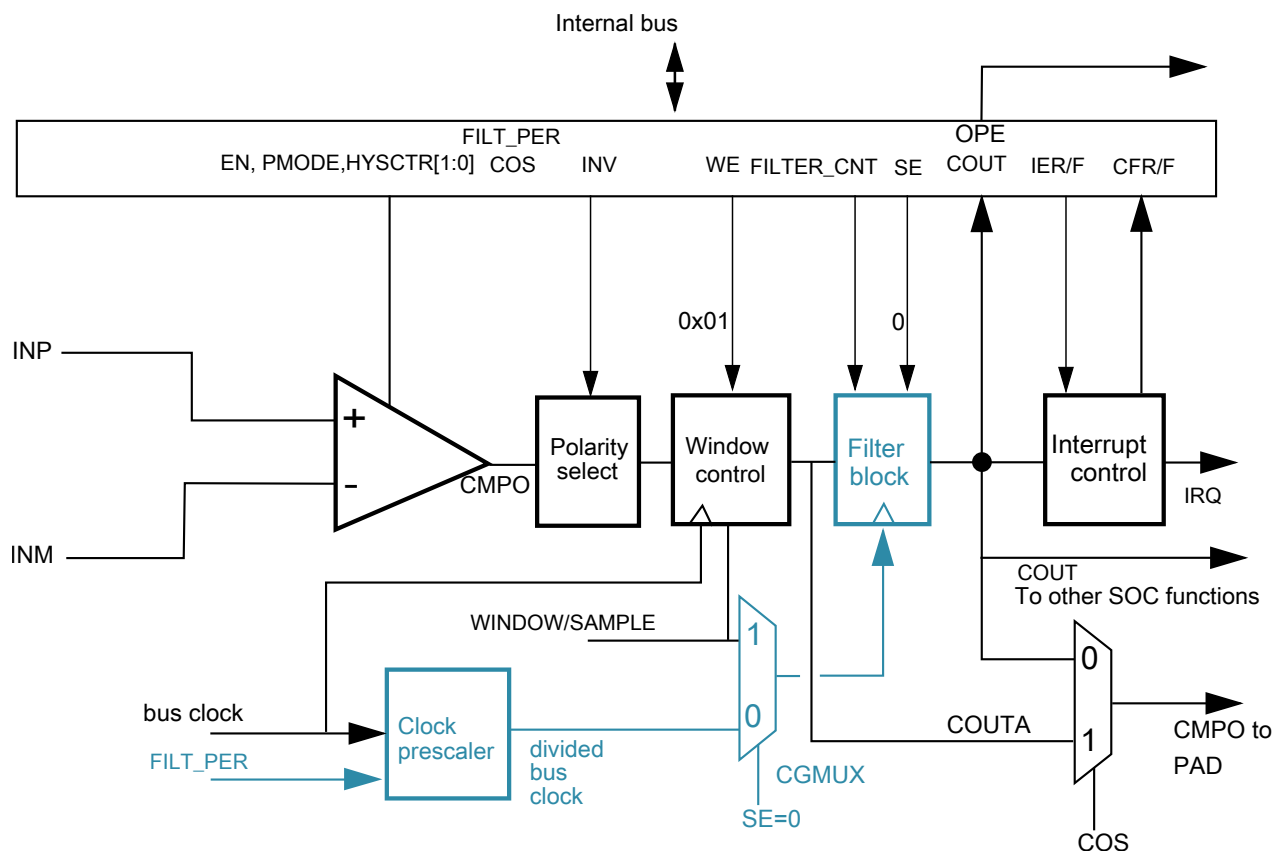 Internal bus
FILT_PER
OPE
EN, PMODE,HYSCTR[1:0]
COS
INV
WE
FILTER_CNT
SE
COUT
IER/F
CFR/F
0x01
0
INP
+
-
INM
CMPO
Polarity
select
Window
control
Filter
block
Interrupt
control
IRQ
COUT
To other SOC functions
WINDOW/SAMPLE
1
0
0
1
bus clock
FILT_PER
Clock
prescaler
divided
bus
clock
CGMUX
SE=0
COUTA
CMPO to
PAD
COS